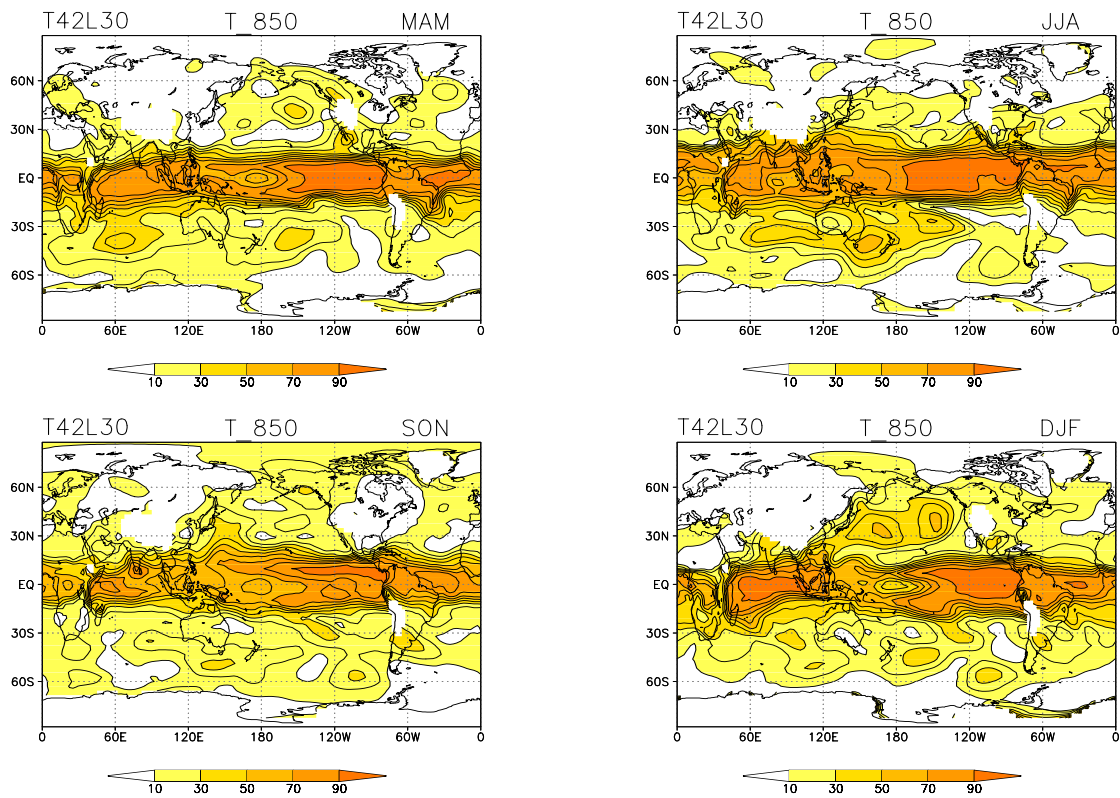 T42L30 T_850 MAM
60N
30N
EQ
30S
60S
0 60E 120E 180 120W 60W 0
10 30 50 70 90
T42L30 T_850 JJA
60N
30N
EQ
30S
60S
0 60E 120E 180 120W 60W 0
10 30 50 70 90
T42L30 T_850 SON
60N
30N
EQ
30S
60S
0 60E 120E 180 120W 60W 0
10 30 50 70 90
T42L30 T_850 DJF
60N
30N
EQ
30S
60S
0 60E 120E 180 120W 60W 0
10 30 50 70 90